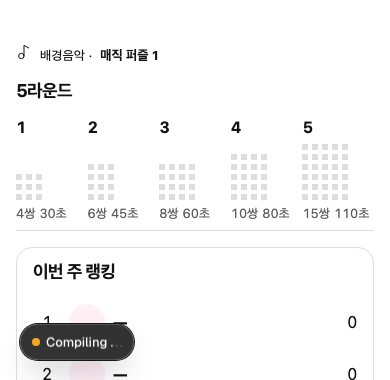 배경음악 · 매직 퍼즐 1
5라운드
1 2 3 4 5
4쌍 30초 6쌍 45초 8쌍 60초 10쌍 80초 15쌍 110초
이번 주 랭킹
1 — 0
Compiling ...
2 — 0